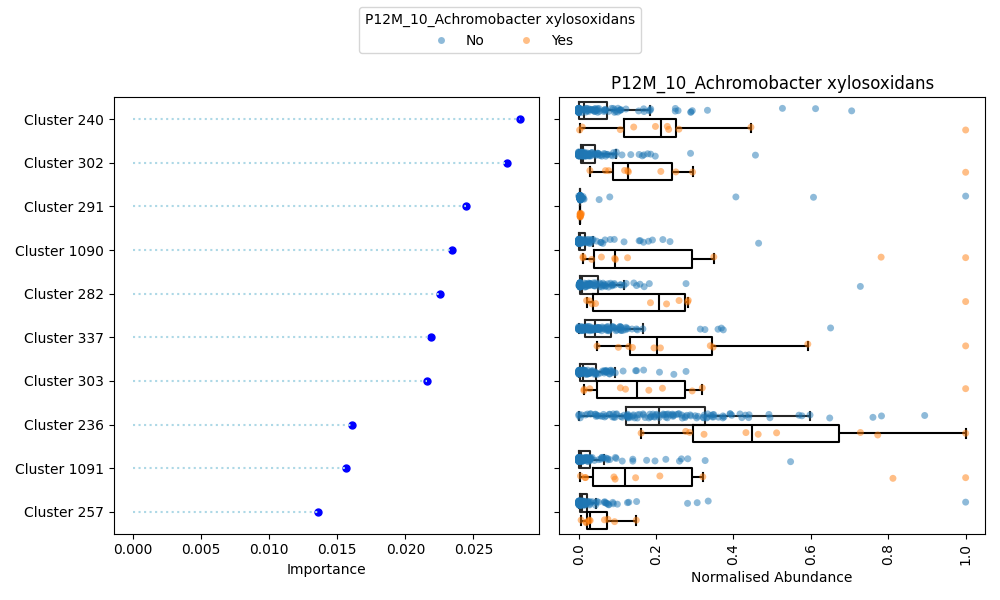 P12M_10_Achromobacter xylosoxidans
No Yes
P12M_10_Achromobacter xylosoxidans
Cluster 240
Cluster 302
Cluster 291
Cluster 1090
Cluster 282
Cluster 337
Cluster 303
Cluster 236
Cluster 1091
Cluster 257
0.000 0.005 0.010 0.015 0.020 0.025
Importance
0.0 0.2 0.4 0.6 0.8 1.0
Normalised Abundance